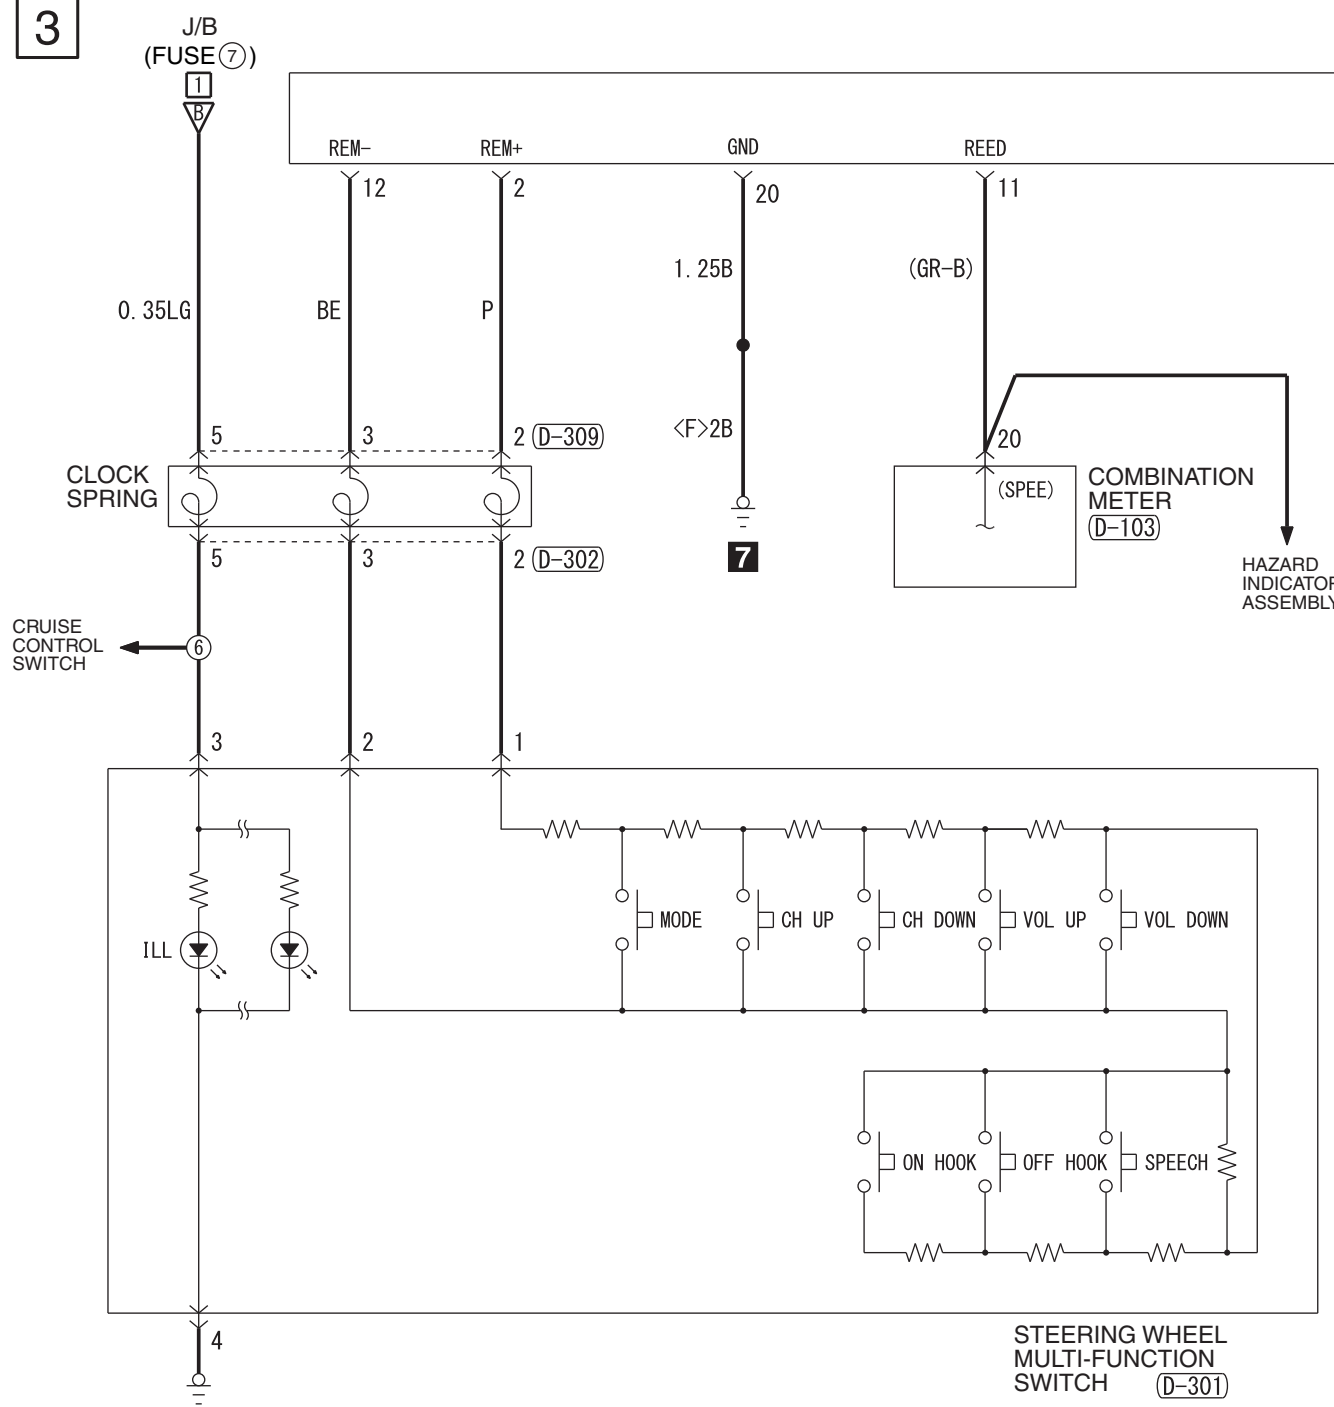 3
J/B
(FUSE 7)
1
B
REM-
REM+
GND
REED
12
2
20
11
0.35LG
BE
P
1.25B
(GR-B)
<F>2B
5
3
2 (D-309)
20
CLOCK
SPRING
(SPEE)
COMBINATION
METER
(D-103)
5
3
2 (D-302)
7
HAZARD
INDICATOR
ASSEMBLY
CRUISE
CONTROL
SWITCH
6
3
2
1
ILL
MODE
CH UP
CH DOWN
VOL UP
VOL DOWN
ON HOOK
OFF HOOK
SPEECH
4
STEERING WHEEL
MULTI-FUNCTION
SWITCH (D-301)